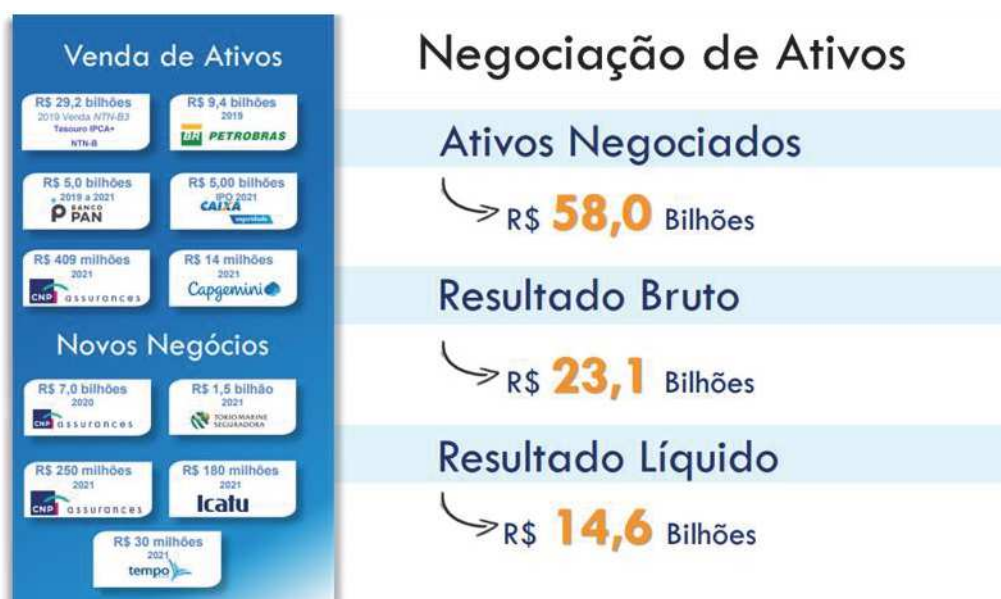 Venda de Ativos
R$ 29,2 bilhões
2019 Venda NTN-B3
Tesouro IPCA+
NTN-B
R$ 9,4 bilhões
2019
BR PETROBRAS
R$ 5,0 bilhões
2019 a 2021
BANCO
PAN
R$ 5,00 bilhões
IPO 2021
CAIXA
seguridade
R$ 409 milhões
2021
CNP assurances
R$ 14 milhões
2021
Capgemini
Novos Negócios
R$ 7,0 bilhões
2020
CNP assurances
R$ 1,5 bilhão
2021
TOKIO MARINE
SEGURADORA
R$ 250 milhões
2021
CNP assurances
R$ 180 milhões
2021
Icatu
R$ 30 milhões
2021
tempo
Negociação de Ativos
Ativos Negociados
R$ 58,0 Bilhões
Resultado Bruto
R$ 23,1 Bilhões
Resultado Líquido
R$ 14,6 Bilhões